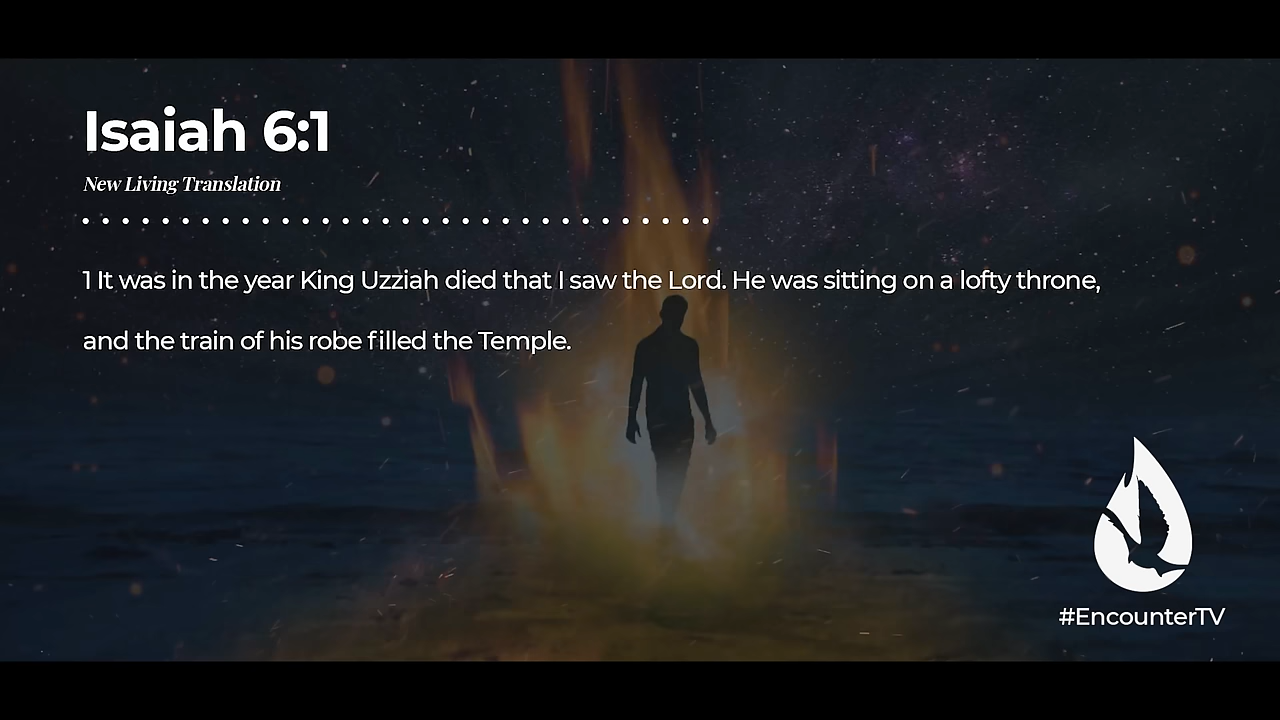 Isaiah 6:1
New Living Translation
1 It was in the year King Uzziah died that I saw the Lord. He was sitting on a lofty throne,
and the train of his robe filled the Temple.
#EncounterTV